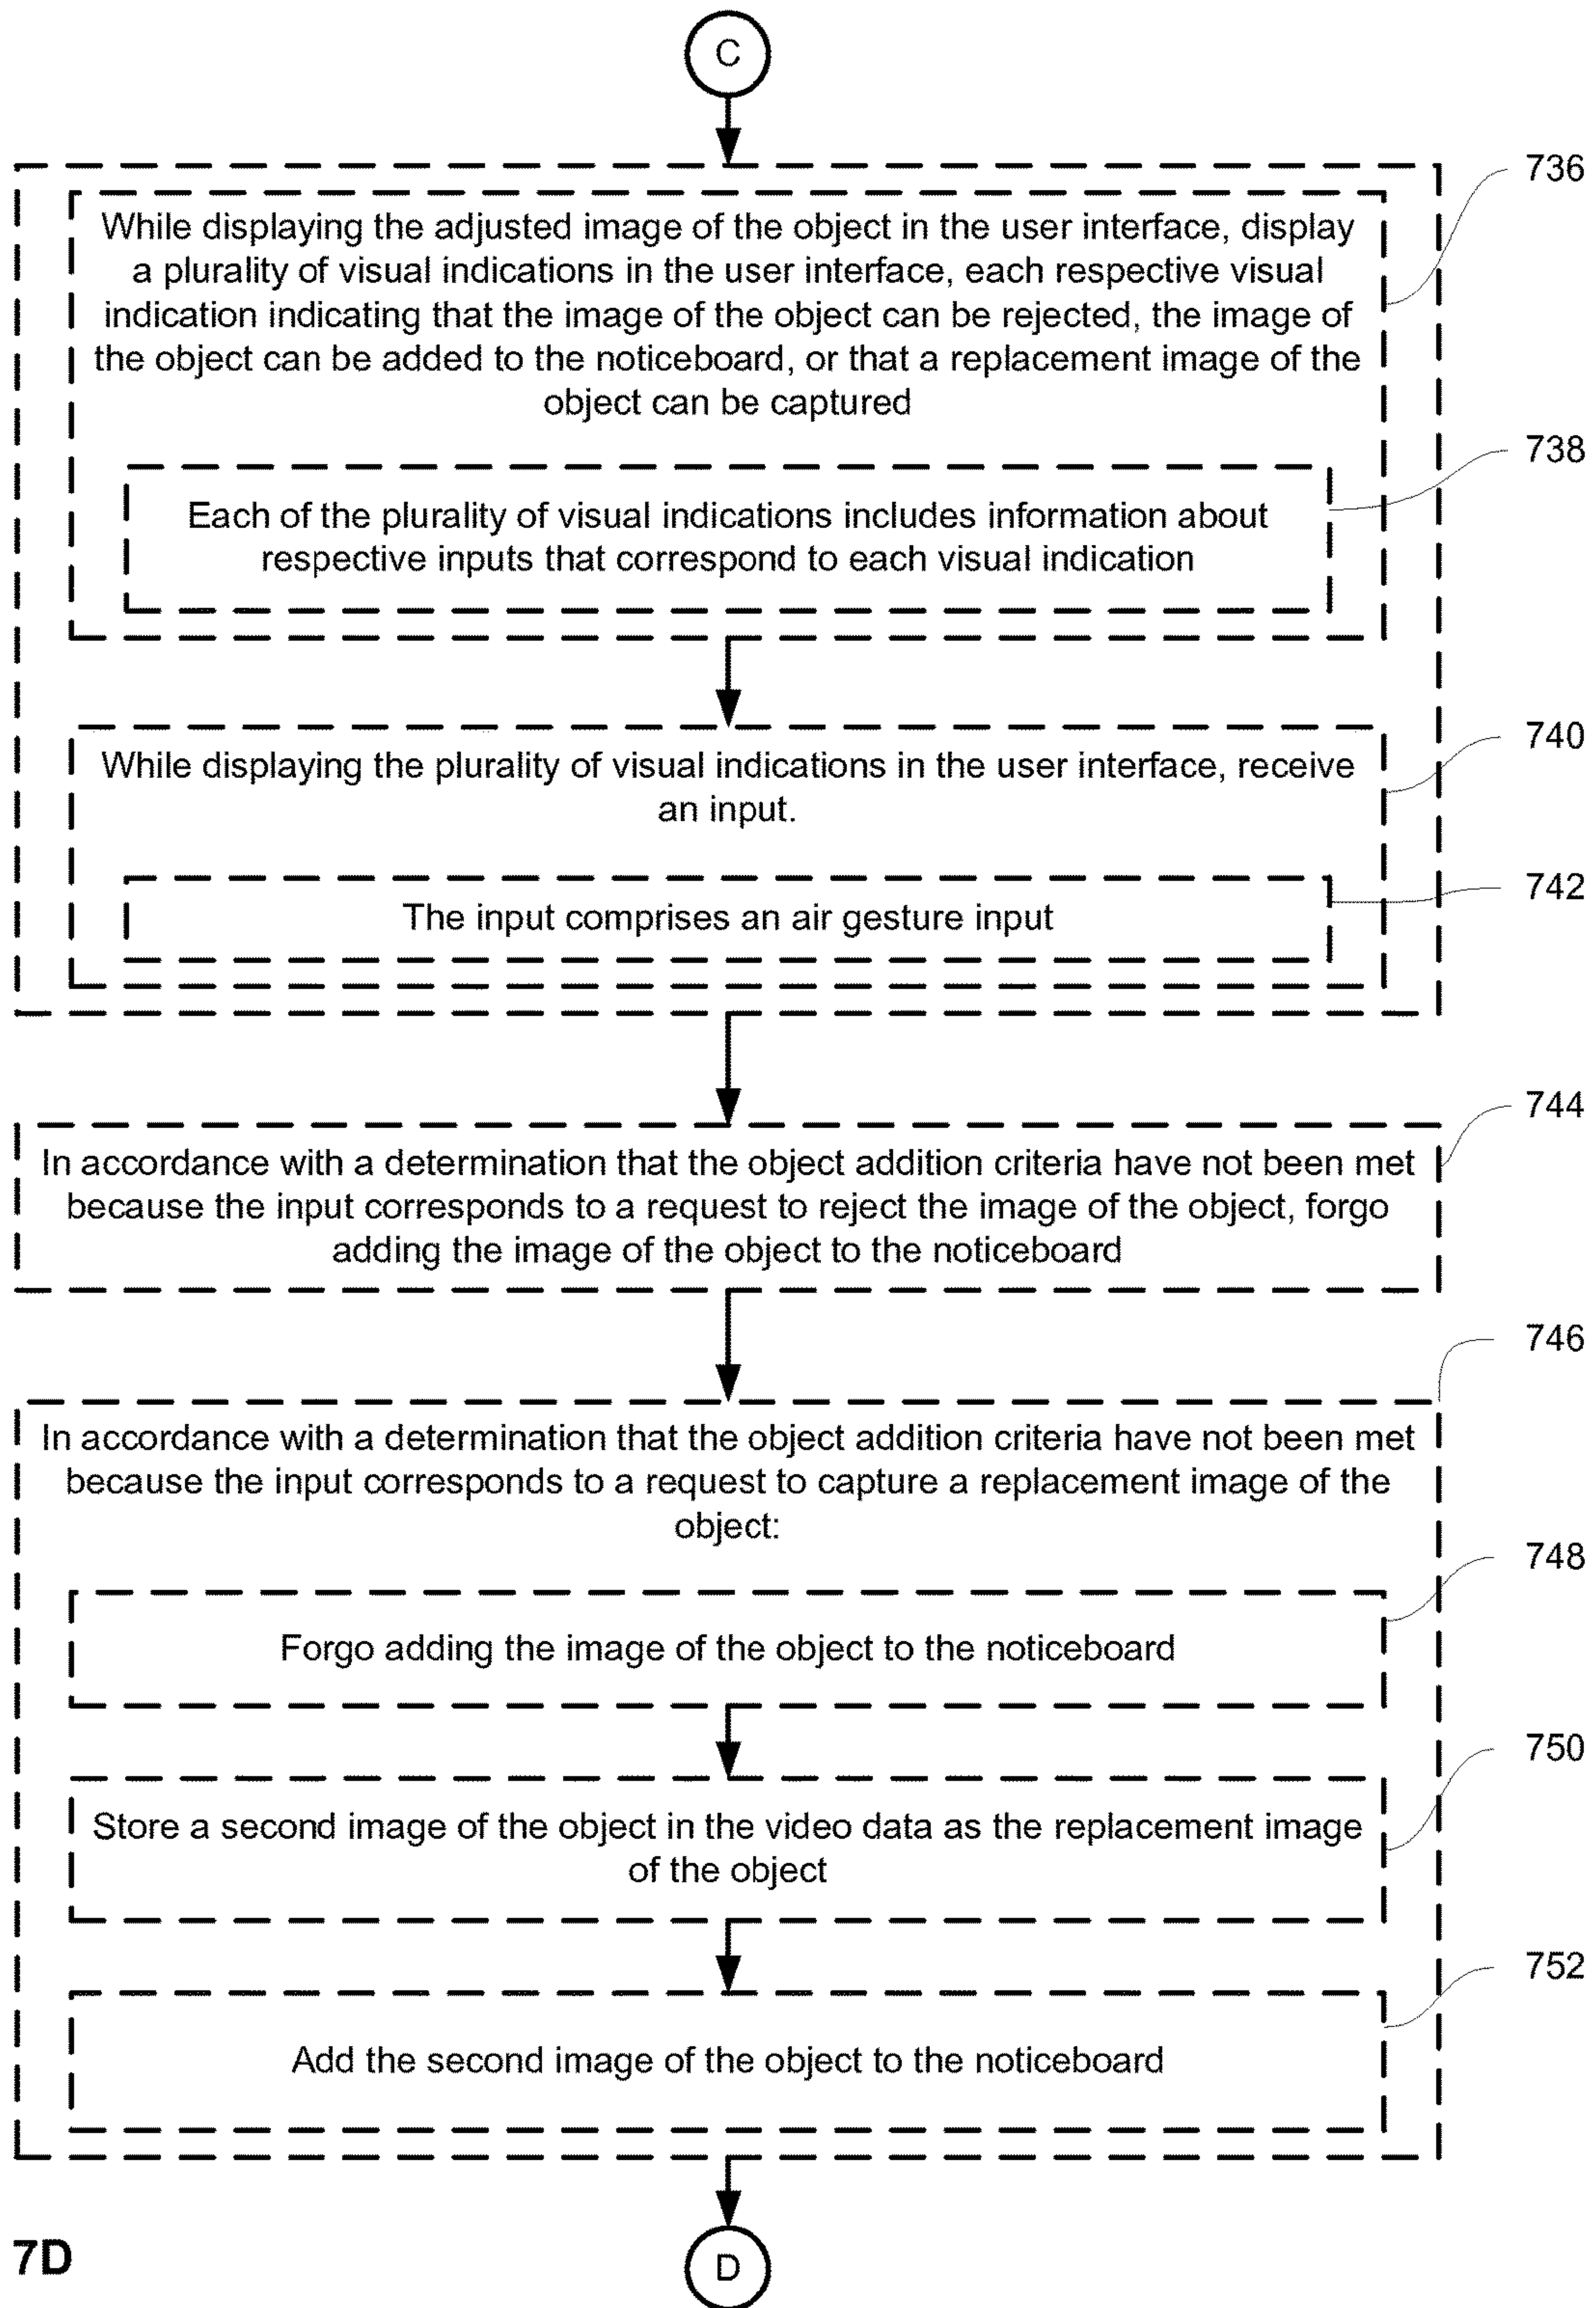 C
736
While displaying the adjusted image of the object in the user interface, display
a plurality of visual indications in the user interface, each respective visual
indication indicating that the image of the object can be rejected, the image of
the object can be added to the noticeboard, or that a replacement image of the
object can be captured
738
Each of the plurality of visual indications includes information about
respective inputs that correspond to each visual indication
740
While displaying the plurality of visual indications in the user interface, receive
an input.
742
The input comprises an air gesture input
744
In accordance with a determination that the object addition criteria have not been met
because the input corresponds to a request to reject the image of the object, forgo
adding the image of the object to the noticeboard
746
In accordance with a determination that the object addition criteria have not been met
because the input corresponds to a request to capture a replacement image of the
object:
748
Forgo adding the image of the object to the noticeboard
750
Store a second image of the object in the video data as the replacement image
of the object
752
Add the second image of the object to the noticeboard
7D
D